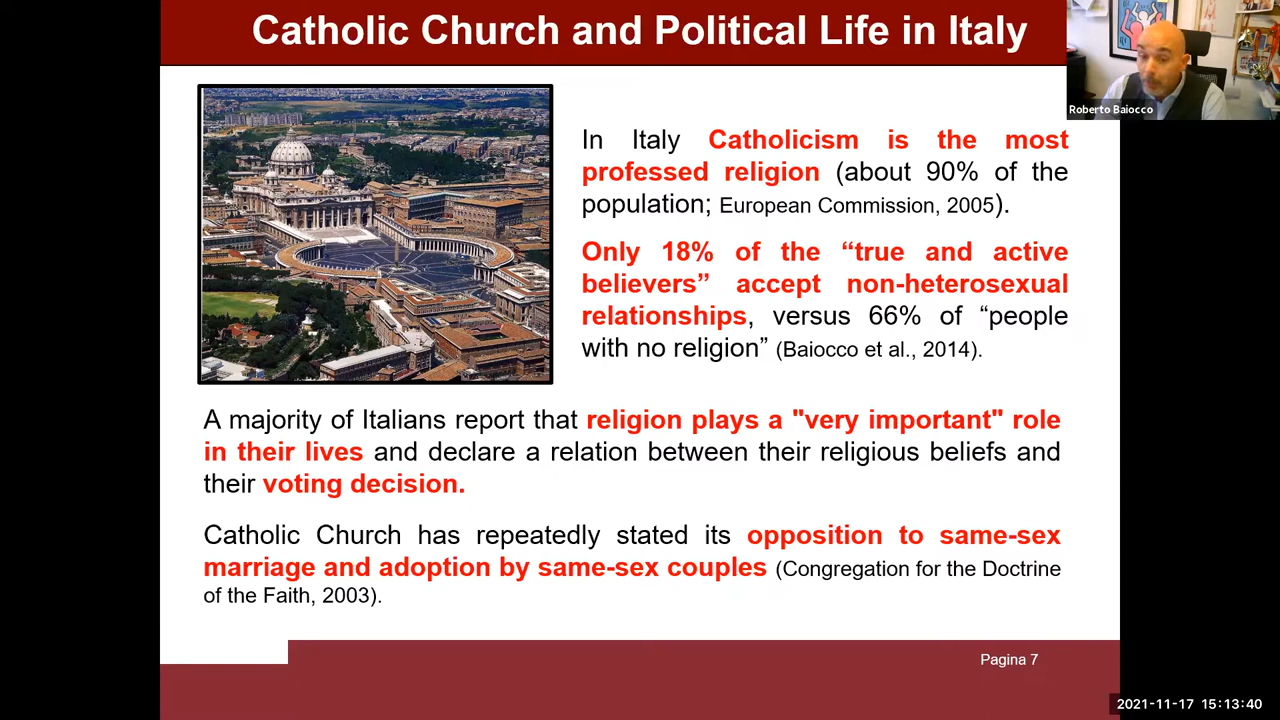 Catholic Church and Political Life in Italy
Roberto Baiocco
In Italy Catholicism is the most
professed religion (about 90% of the
population; European Commission, 2005).
Only 18% of the “true and active
believers” accept non-heterosexual
relationships, versus 66% of “people
with no religion” (Baiocco et al., 2014).
A majority of Italians report that religion plays a "very important" role
in their lives and declare a relation between their religious beliefs and
their voting decision.
Catholic Church has repeatedly stated its opposition to same-sex
marriage and adoption by same-sex couples (Congregation for the Doctrine
of the Faith, 2003).
Pagina 7
2021-11-17 15:13:40